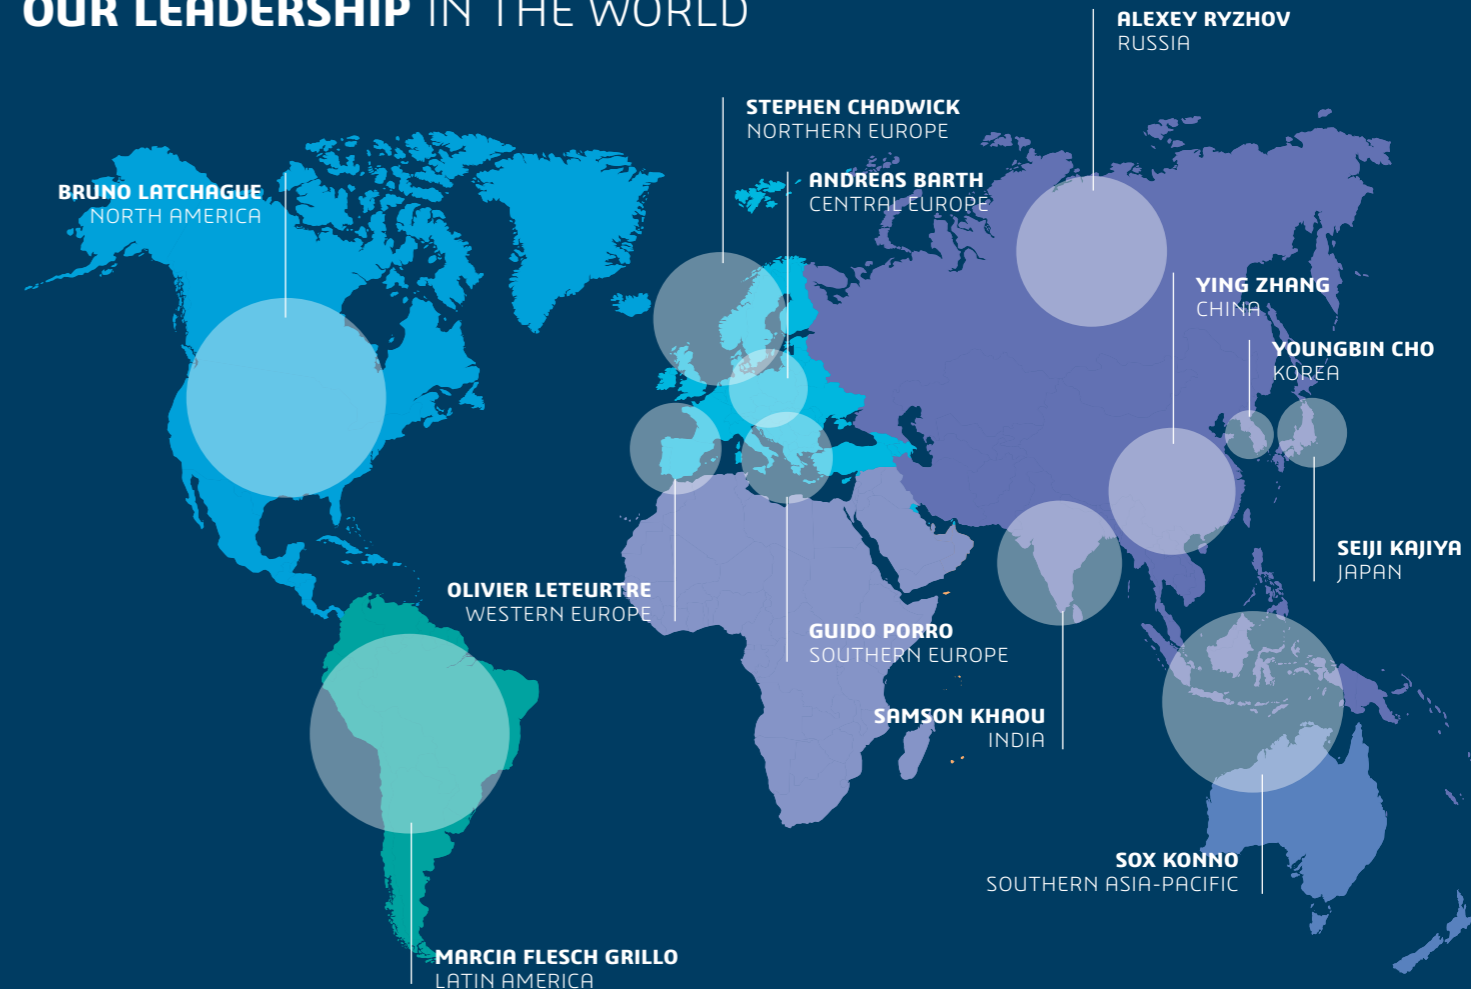 OUR LEADERSHIP IN THE WORLD
ALEXEY RYZHOV
RUSSIA
STEPHEN CHADWICK
NORTHERN EUROPE
BRUNO LATCHAGUE
NORTH AMERICA
ANDREAS BARTH
CENTRAL EUROPE
YING ZHANG
CHINA
YOUNGBIN CHO
KOREA
SEIJI KAJIYA
JAPAN
OLIVIER LETEURTRE
WESTERN EUROPE
GUIDO PORRO
SOUTHERN EUROPE
SAMSON KHAOU
INDIA
SOX KONNO
SOUTHERN ASIA-PACIFIC
MARCIA FLESCH GRILLO
LATIN AMERICA